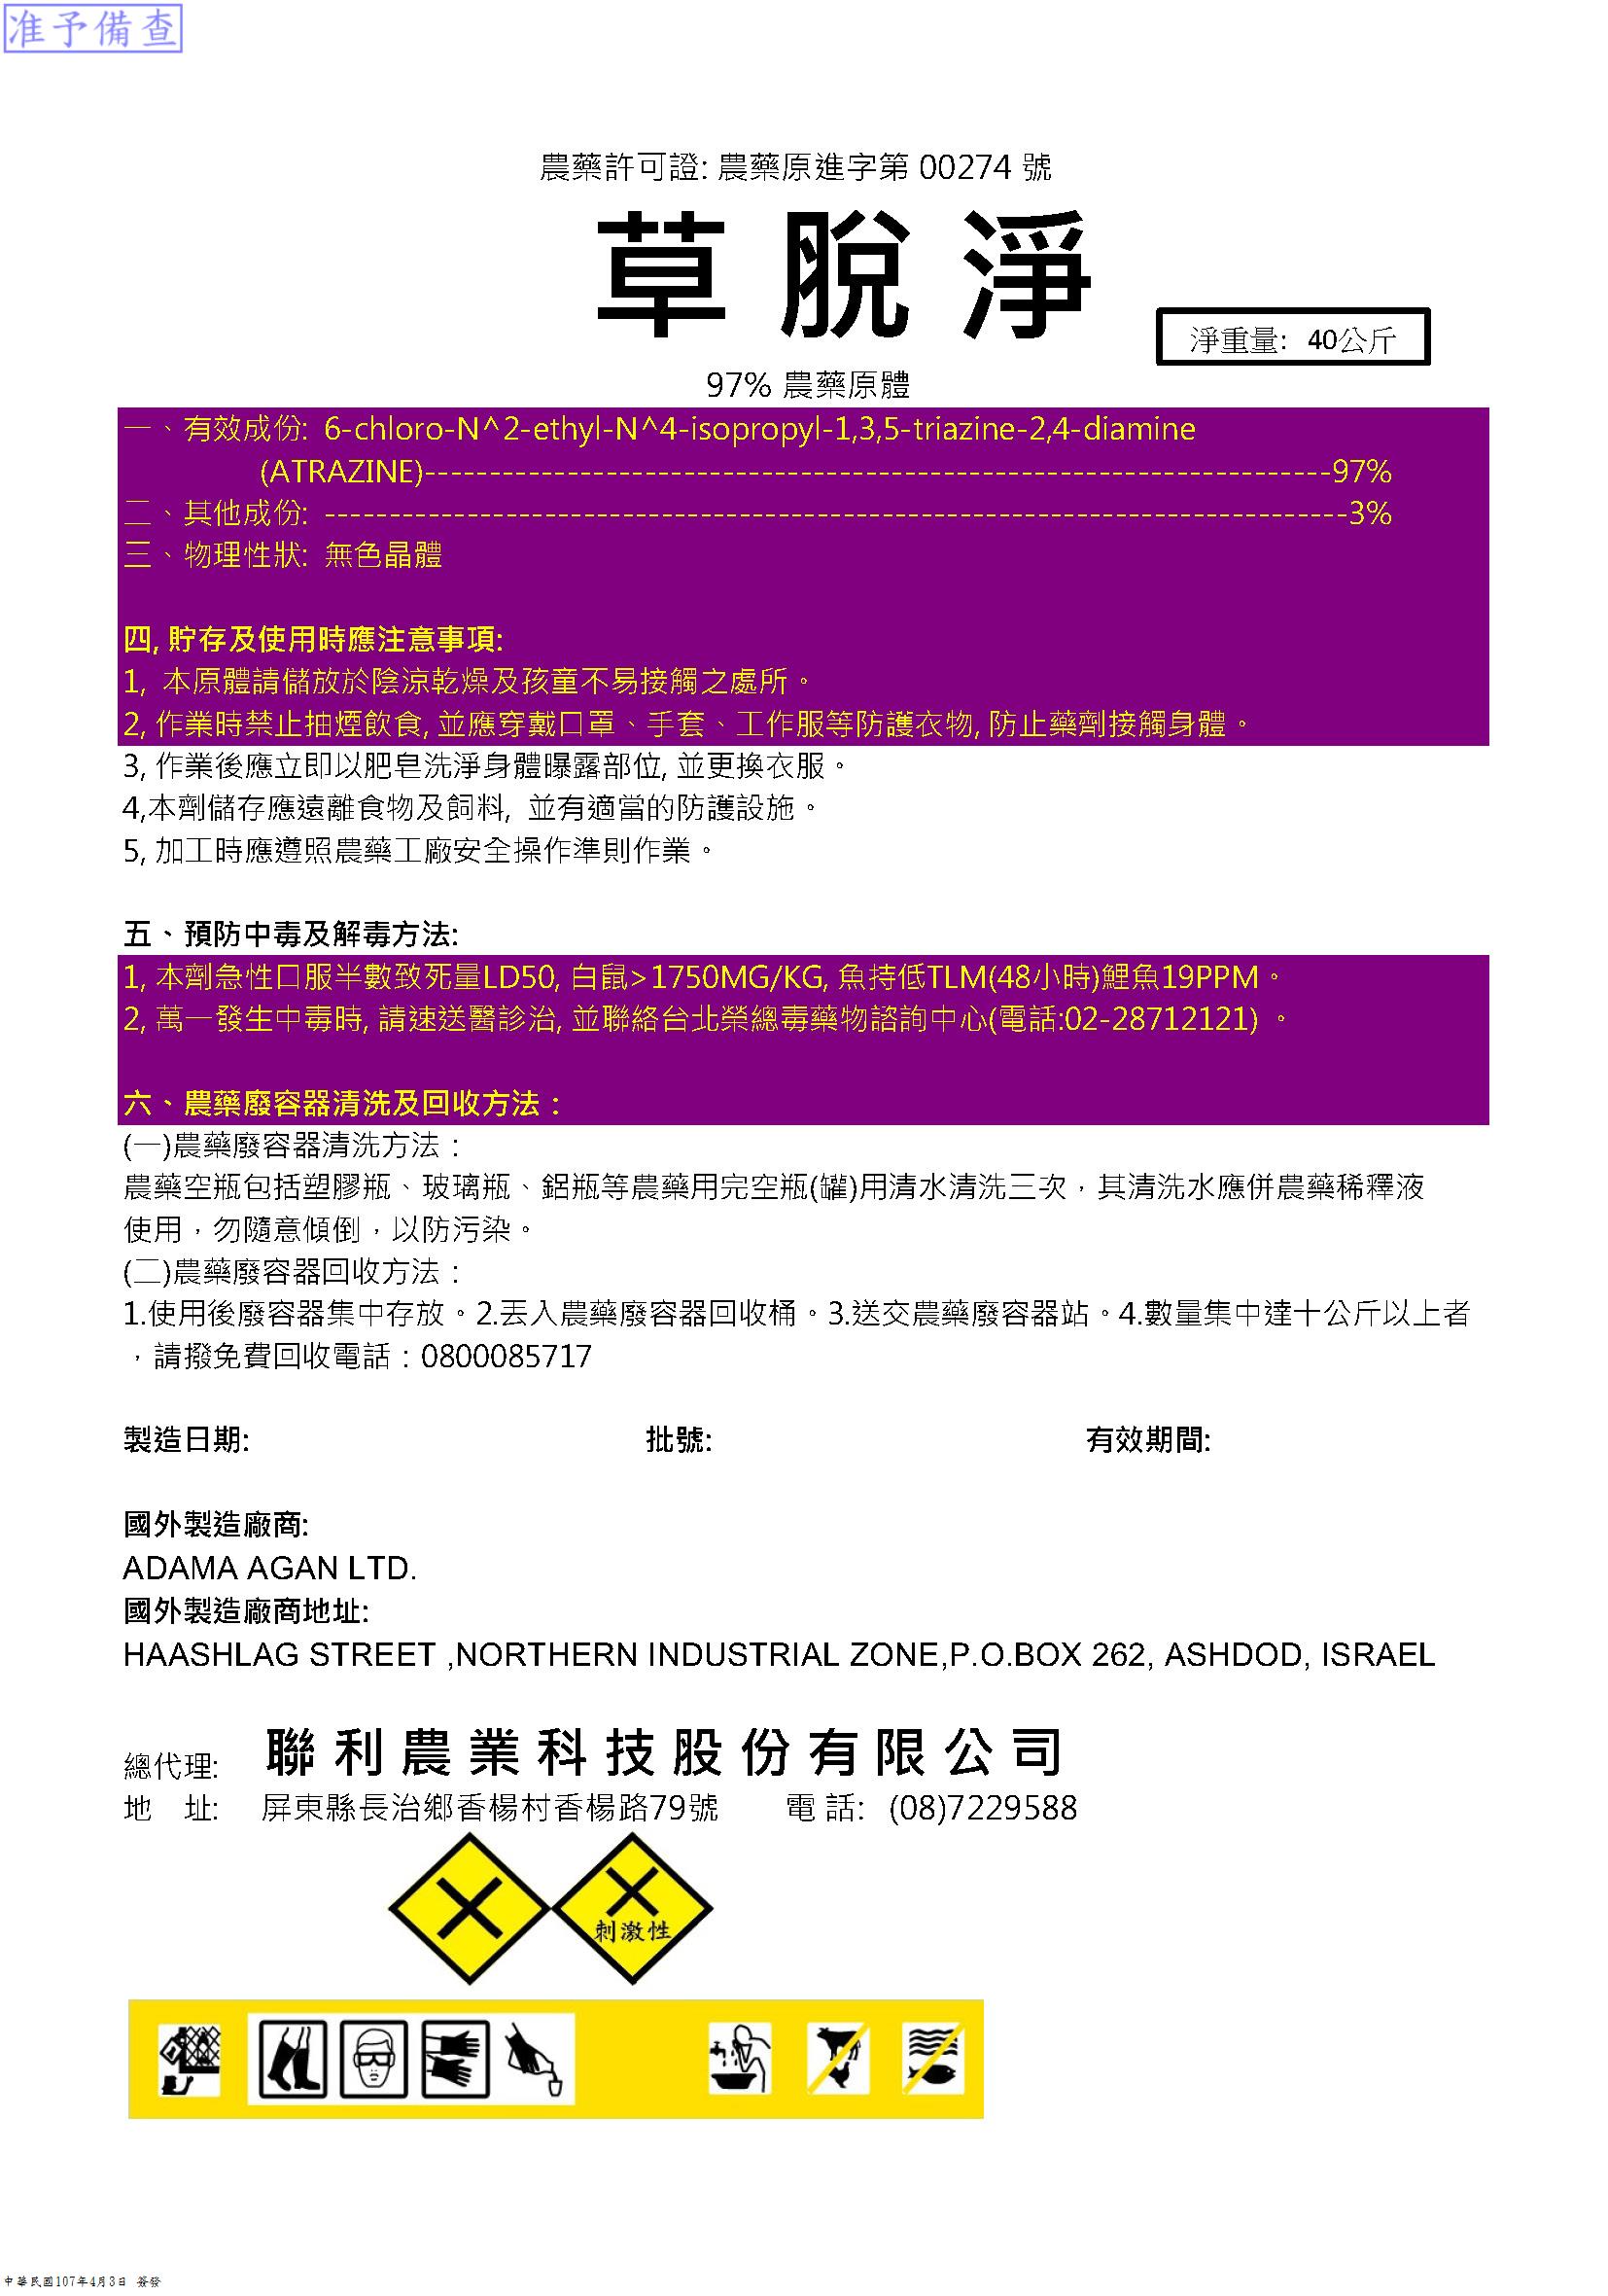 准予備查
農藥許可證: 農藥原進字第 00274 號
草脫淨
淨重量: 40公斤
97% 農藥原體
一、有效成份: 6-chloro-N^2-ethyl-N^4-isopropyl-1,3,5-triazine-2,4-diamine
(ATRAZINE)----------------------------------------------------------------------97%
二、其他成份: -------------------------------------------------------------------------------3%
三、物理性狀: 無色晶體
四, 貯存及使用時應注意事項:
1, 本原體請儲放於陰涼乾燥及孩童不易接觸之處所。
2, 作業時禁止抽煙飲食, 並應穿戴口罩、手套、工作服等防護衣物, 防止藥劑接觸身體。
3, 作業後應立即以肥皂洗淨身體曝露部位, 並更換衣服。
4,本劑儲存應遠離食物及飼料, 並有適當的防護設施。
5, 加工時應遵照農藥工廠安全操作準則作業。
五、預防中毒及解毒方法:
1, 本劑急性口服半數致死量LD50, 白鼠>1750MG/KG, 魚持低TLM(48小時)鯉魚19PPM。
2, 萬一發生中毒時, 請速送醫診治, 並聯絡台北榮總毒藥物諮詢中心(電話:02-28712121) 。
六、農藥廢容器清洗及回收方法：
(一)農藥廢容器清洗方法：
農藥空瓶包括塑膠瓶、玻璃瓶、鋁瓶等農藥用完空瓶(罐)用清水清洗三次，其清洗水應併農藥稀釋液
使用，勿隨意傾倒，以防污染。
(二)農藥廢容器回收方法：
1.使用後廢容器集中存放。2.丟入農藥廢容器回收桶。3.送交農藥廢容器站。4.數量集中達十公斤以上者
，請撥免費回收電話：0800085717
製造日期: 批號: 有效期間:
國外製造廠商:
ADAMA AGAN LTD.
國外製造廠商地址:
HAASHLAG STREET ,NORTHERN INDUSTRIAL ZONE,P.O.BOX 262, ASHDOD, ISRAEL
總代理: 聯利農業科技股份有限公司
地 址: 屏東縣長治鄉香楊村香楊路79號 電 話: (08)7229588
刺激性
中華民國107年4月3日 簽發